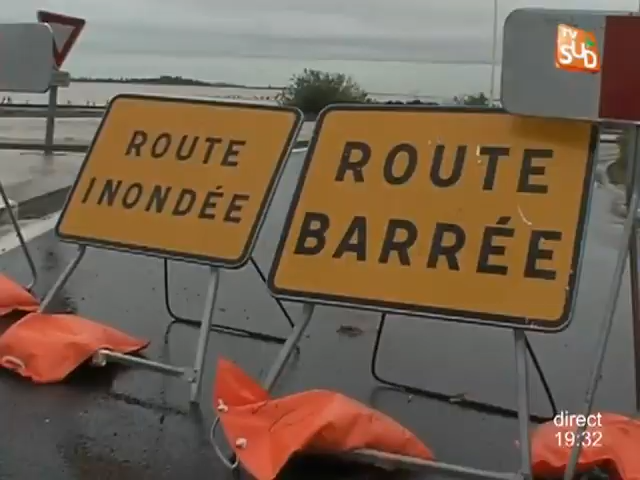 ROUTE
INONDÉE
ROUTE
BARRÉE
TV
SUD
direct
19:32